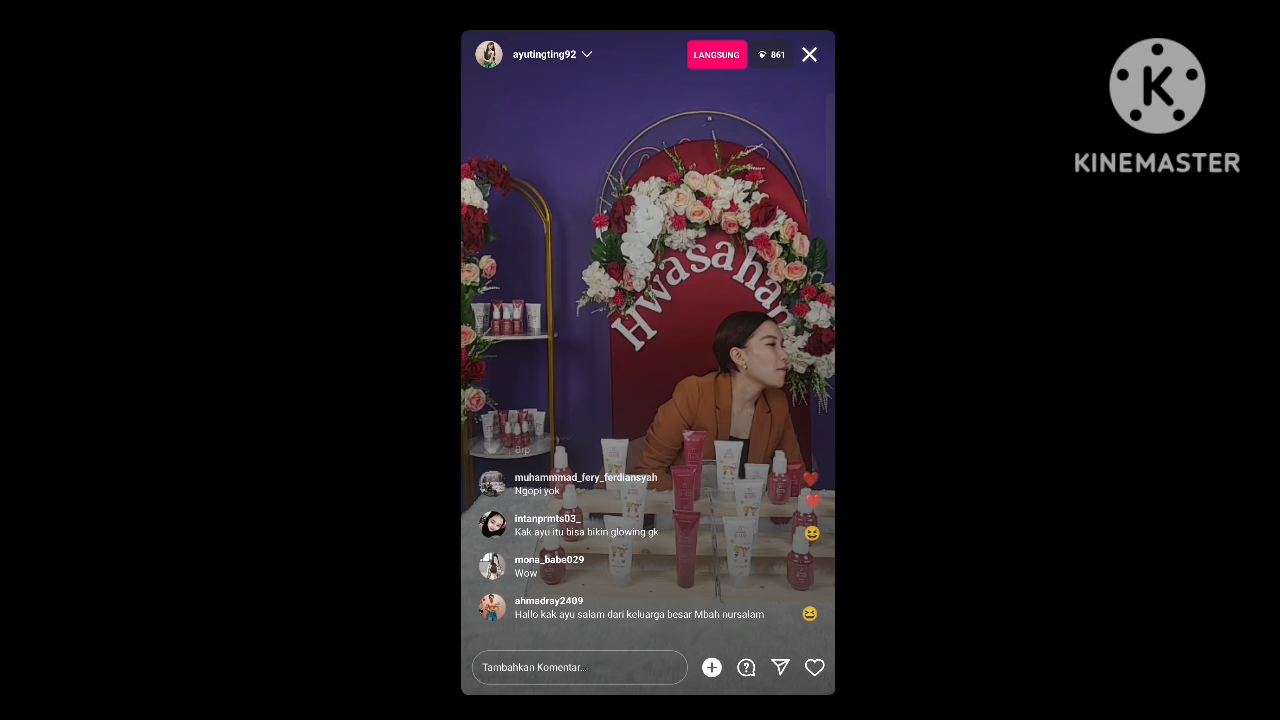 ayutingting92
LANGSUNG
861
K
KINEMASTER
Hwasahan
muhammmad_fery_ferdiansyah
Ngopi yok
intanprmts03_
Kak ayu itu bisa bikin glowing gk
mona_babe029
Wow
ahmadray2409
Hallo kak ayu salam dari keluarga besar Mbah nursalam
Tambahkan Komentar...